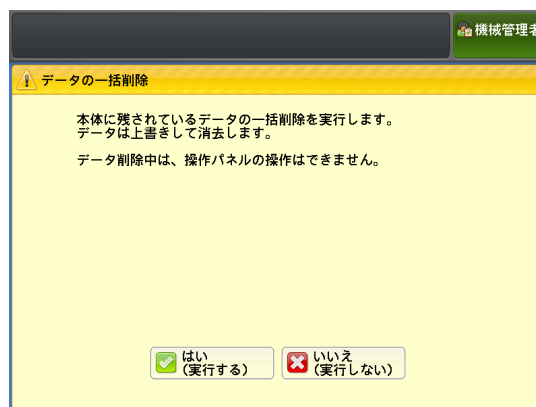 機械管理者
データの一括削除
本体に残されているデータの一括削除を実行します。
データは上書きして消去します。
データ削除中は、操作パネルの操作はできません。
はい
(実行する)
いいえ
(実行しない)